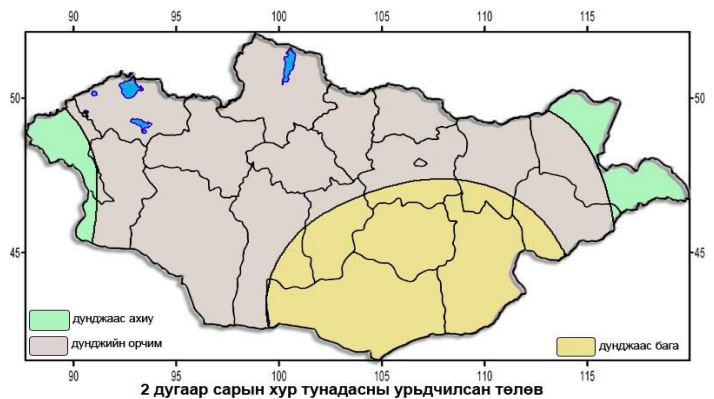 90 95 100 105 110 115
50 50
45 45
дунджаас ахиу
дунджийн орчим дунджаас бага
90 95 100 105 110 115
2 дугаар сарын хур тунадасны урьдчилсан төлөв